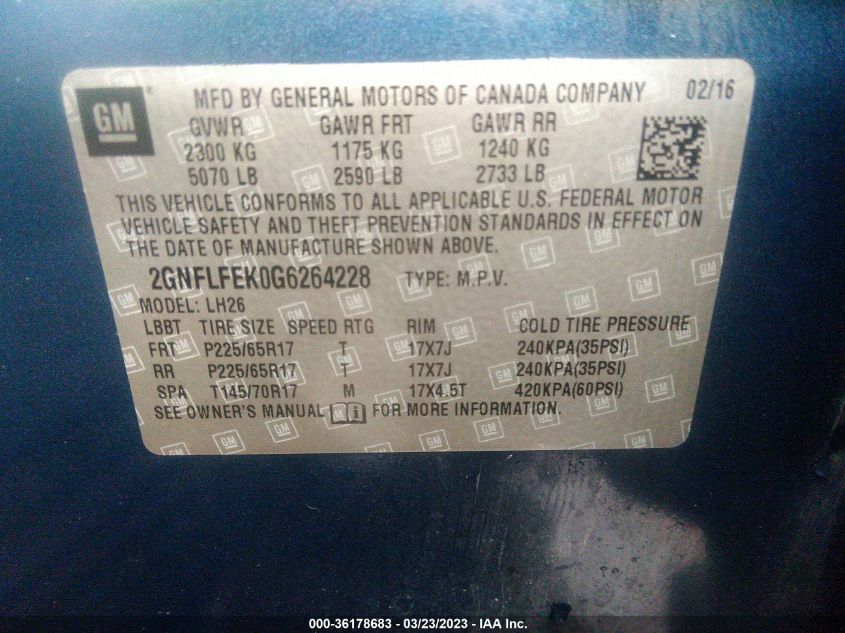 GM
MFD BY GENERAL MOTORS OF CANADA COMPANY 02/16
GVWR GAWR FRT GAWR RR
2300 KG 1175 KG 1240 KG
5070 LB 2590 LB 2733 LB
THIS VEHICLE CONFORMS TO ALL APPLICABLE U.S. FEDERAL MOTOR
VEHICLE SAFETY AND THEFT PREVENTION STANDARDS IN EFFECT ON
THE DATE OF MANUFACTURE SHOWN ABOVE.
2GNFLFEK0G6264228 TYPE: M.P.V.
MODEL: LH26
LBBT TIRE SIZE SPEED RTG RIM COLD TIRE PRESSURE
FRT P225/65R17 T 17X7J 240KPA(35PSI)
RR P225/65R17 T 17X7J 240KPA(35PSI)
SPA T145/70R17 M 17X4.5T 420KPA(60PSI)
SEE OWNER'S MANUAL FOR MORE INFORMATION.
000-36178683 / 03/23/2023 - IAA Inc.